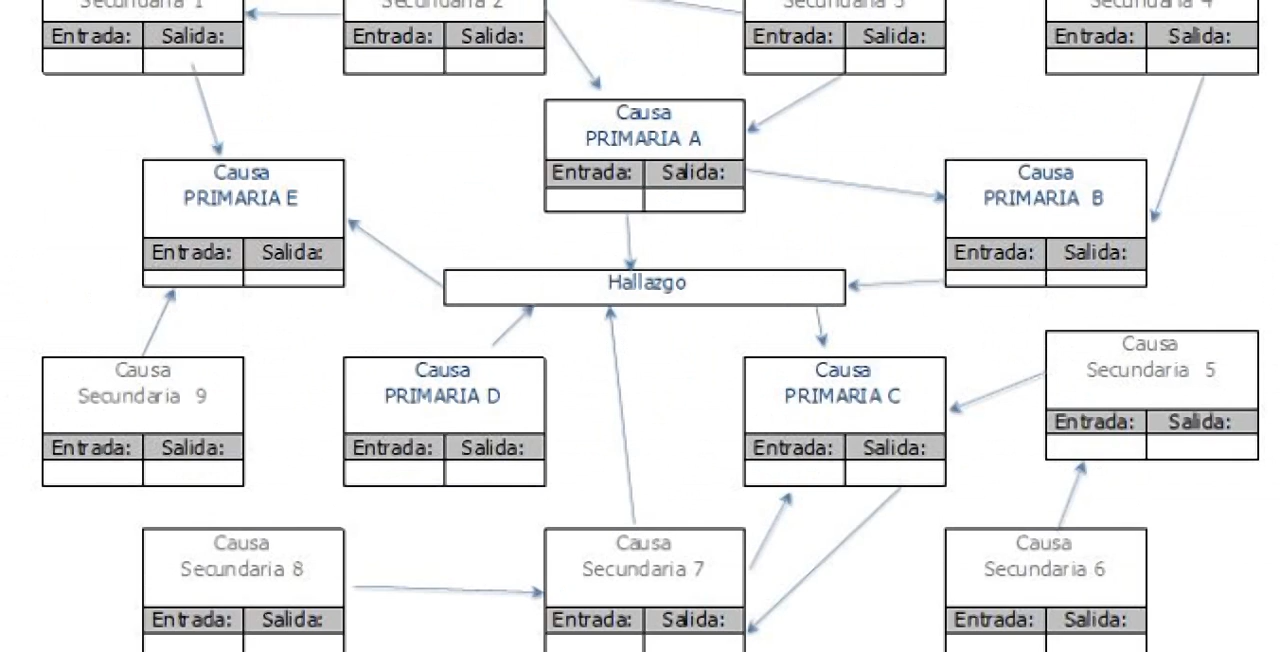 Secundaria 1
Secundaria 2
Secundaria 3
Secundaria 4
Entrada: Salida:
Entrada: Salida:
Entrada: Salida:
Entrada: Salida:
Causa
PRIMARIA A
Entrada: Salida:
Causa
PRIMARIA E
Entrada: Salida:
Causa
PRIMARIA B
Entrada: Salida:
Hallazgo
Causa
Secundaria 9
Entrada: Salida:
Causa
PRIMARIA D
Entrada: Salida:
Causa
PRIMARIA C
Entrada: Salida:
Causa
Secundaria 5
Entrada: Salida:
Causa
Secundaria 8
Entrada: Salida:
Causa
Secundaria 7
Entrada: Salida:
Causa
Secundaria 6
Entrada: Salida: